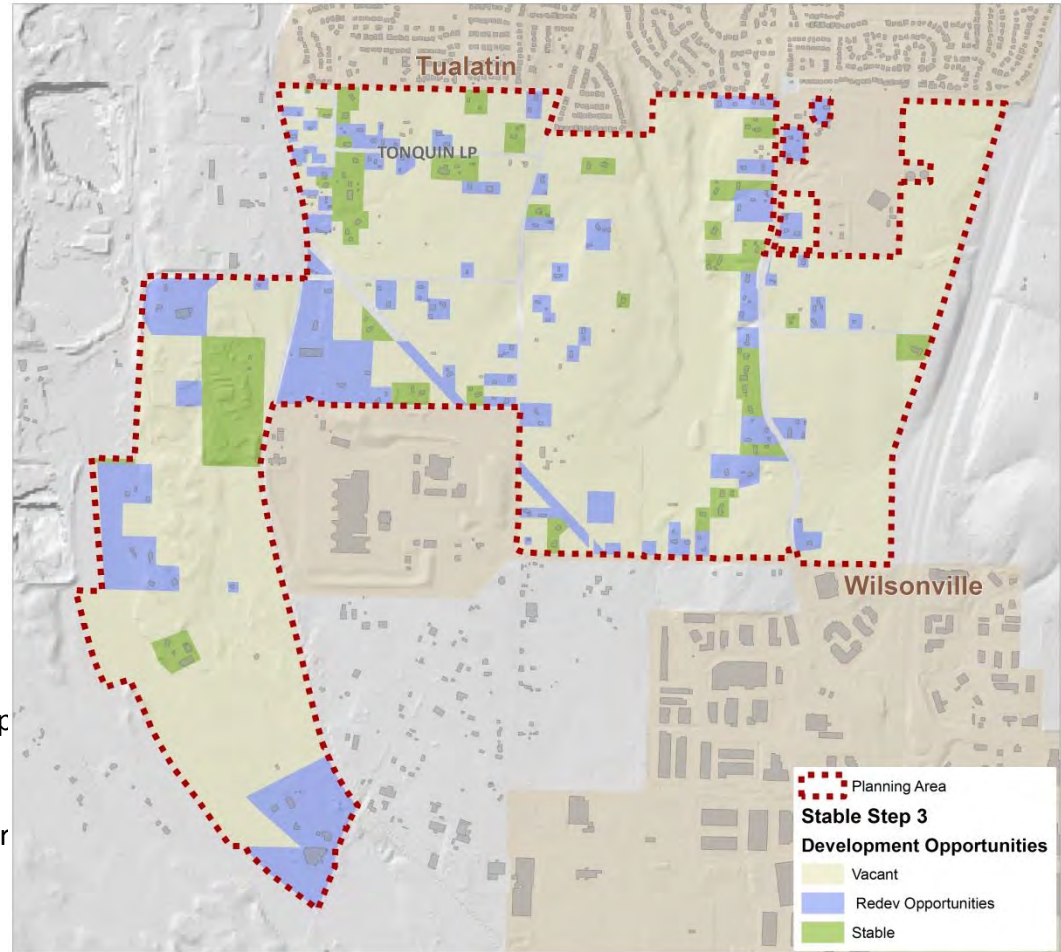 Tualatin
TONQUIN LP
Wilsonville
p
r
Planning Area
Stable Step 3
Development Opportunities
Vacant
Redev Opportunities
Stable